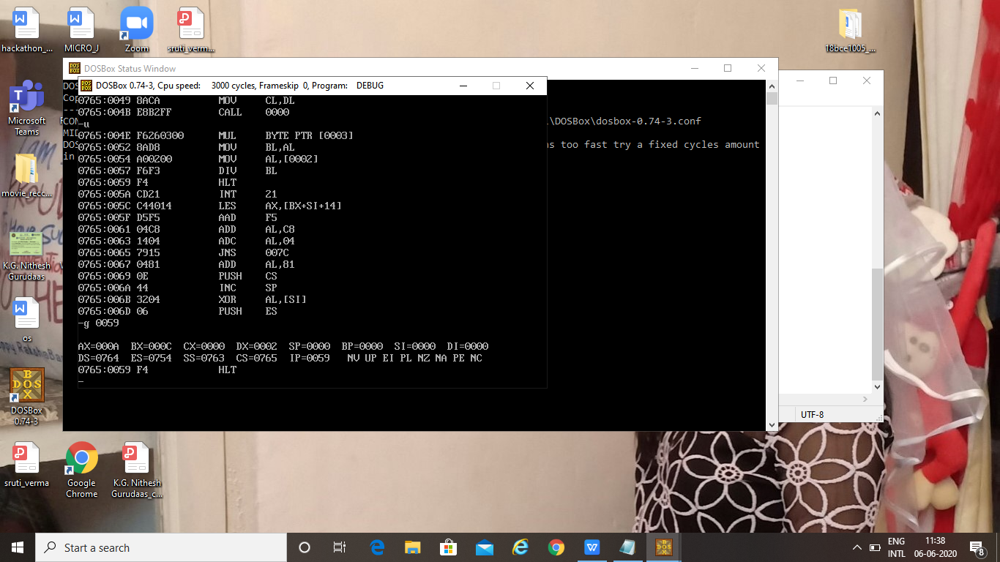 hackathon_...
MICRO_J
Zoom
sruti_verm...
18bce1005_...
DOSBox Status Window
DOSBox 0.74-3, Cpu speed: 3000 cycles, Frameskip 0, Program: DEBUG
0765:0049 8ACA MOV CL,DL
0765:004B E8B2FF CALL 0000
-u
0765:004E F6260300 MUL BYTE PTR [0003]
0765:0052 8AD8 MOV BL,AL
0765:0054 A00200 MOV AL,[0002]
0765:0057 F6F3 DIV BL
0765:0059 F4 HLT
0765:005A CD21 INT 21
0765:005C C44014 LES AX,[BX+SI+14]
0765:005F D5F5 AAD F5
0765:0061 04C8 ADD AL,C8
0765:0063 1404 ADC AL,04
0765:0065 7915 JNS 007C
0765:0067 0481 ADD AL,81
0765:0069 0E PUSH CS
0765:006A 44 INC SP
0765:006B 3204 XOR AL,[SI]
0765:006D 06 PUSH ES
-g 0059
AX=000A BX=000C CX=0000 DX=0002 SP=0000 BP=0000 SI=0000 DI=0000
DS=0764 ES=0754 SS=0763 CS=0765 IP=0059 NV UP EI PL NZ NA PE NC
0765:0059 F4 HLT
-
DOS
Cop
---
CON
\DOSBox\dosbox-0.74-3.conf
MID
DOS
s too fast try a fixed cycles amount
in
Microsoft
Teams
movie_recc...
K.G. Nithesh
Gurudaas
os
DOSBox
0.74-3
UTF-8
sruti_verma
Google
Chrome
K.G. Nithesh
Gurudaas_c...
Start a search
ENG
INTL
11:38
06-06-2020
8